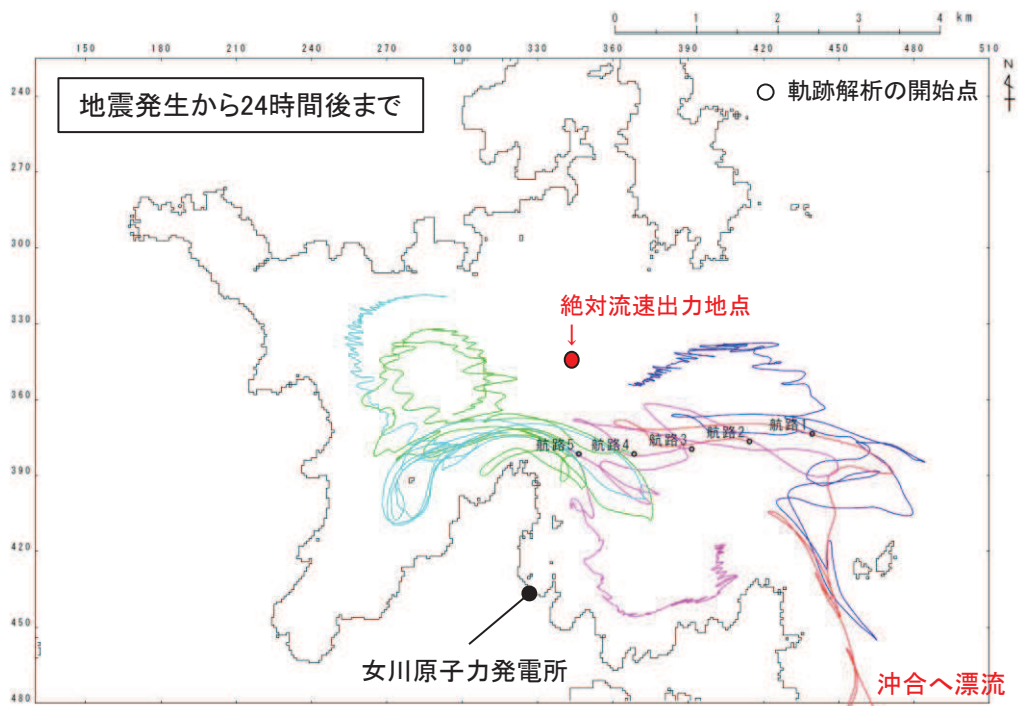 0 1 2 3 4 km
150 180 210 240 270 300 330 360 390 420 450 480 510
N
240
270
200
330
360
390
420
450
480
地震発生から24時間後まで
○ 軌跡解析の開始点
絶対流速出力地点
↓
航路5 航路4 航路3 航路2 航路1
女川原子力発電所
沖合へ漂流